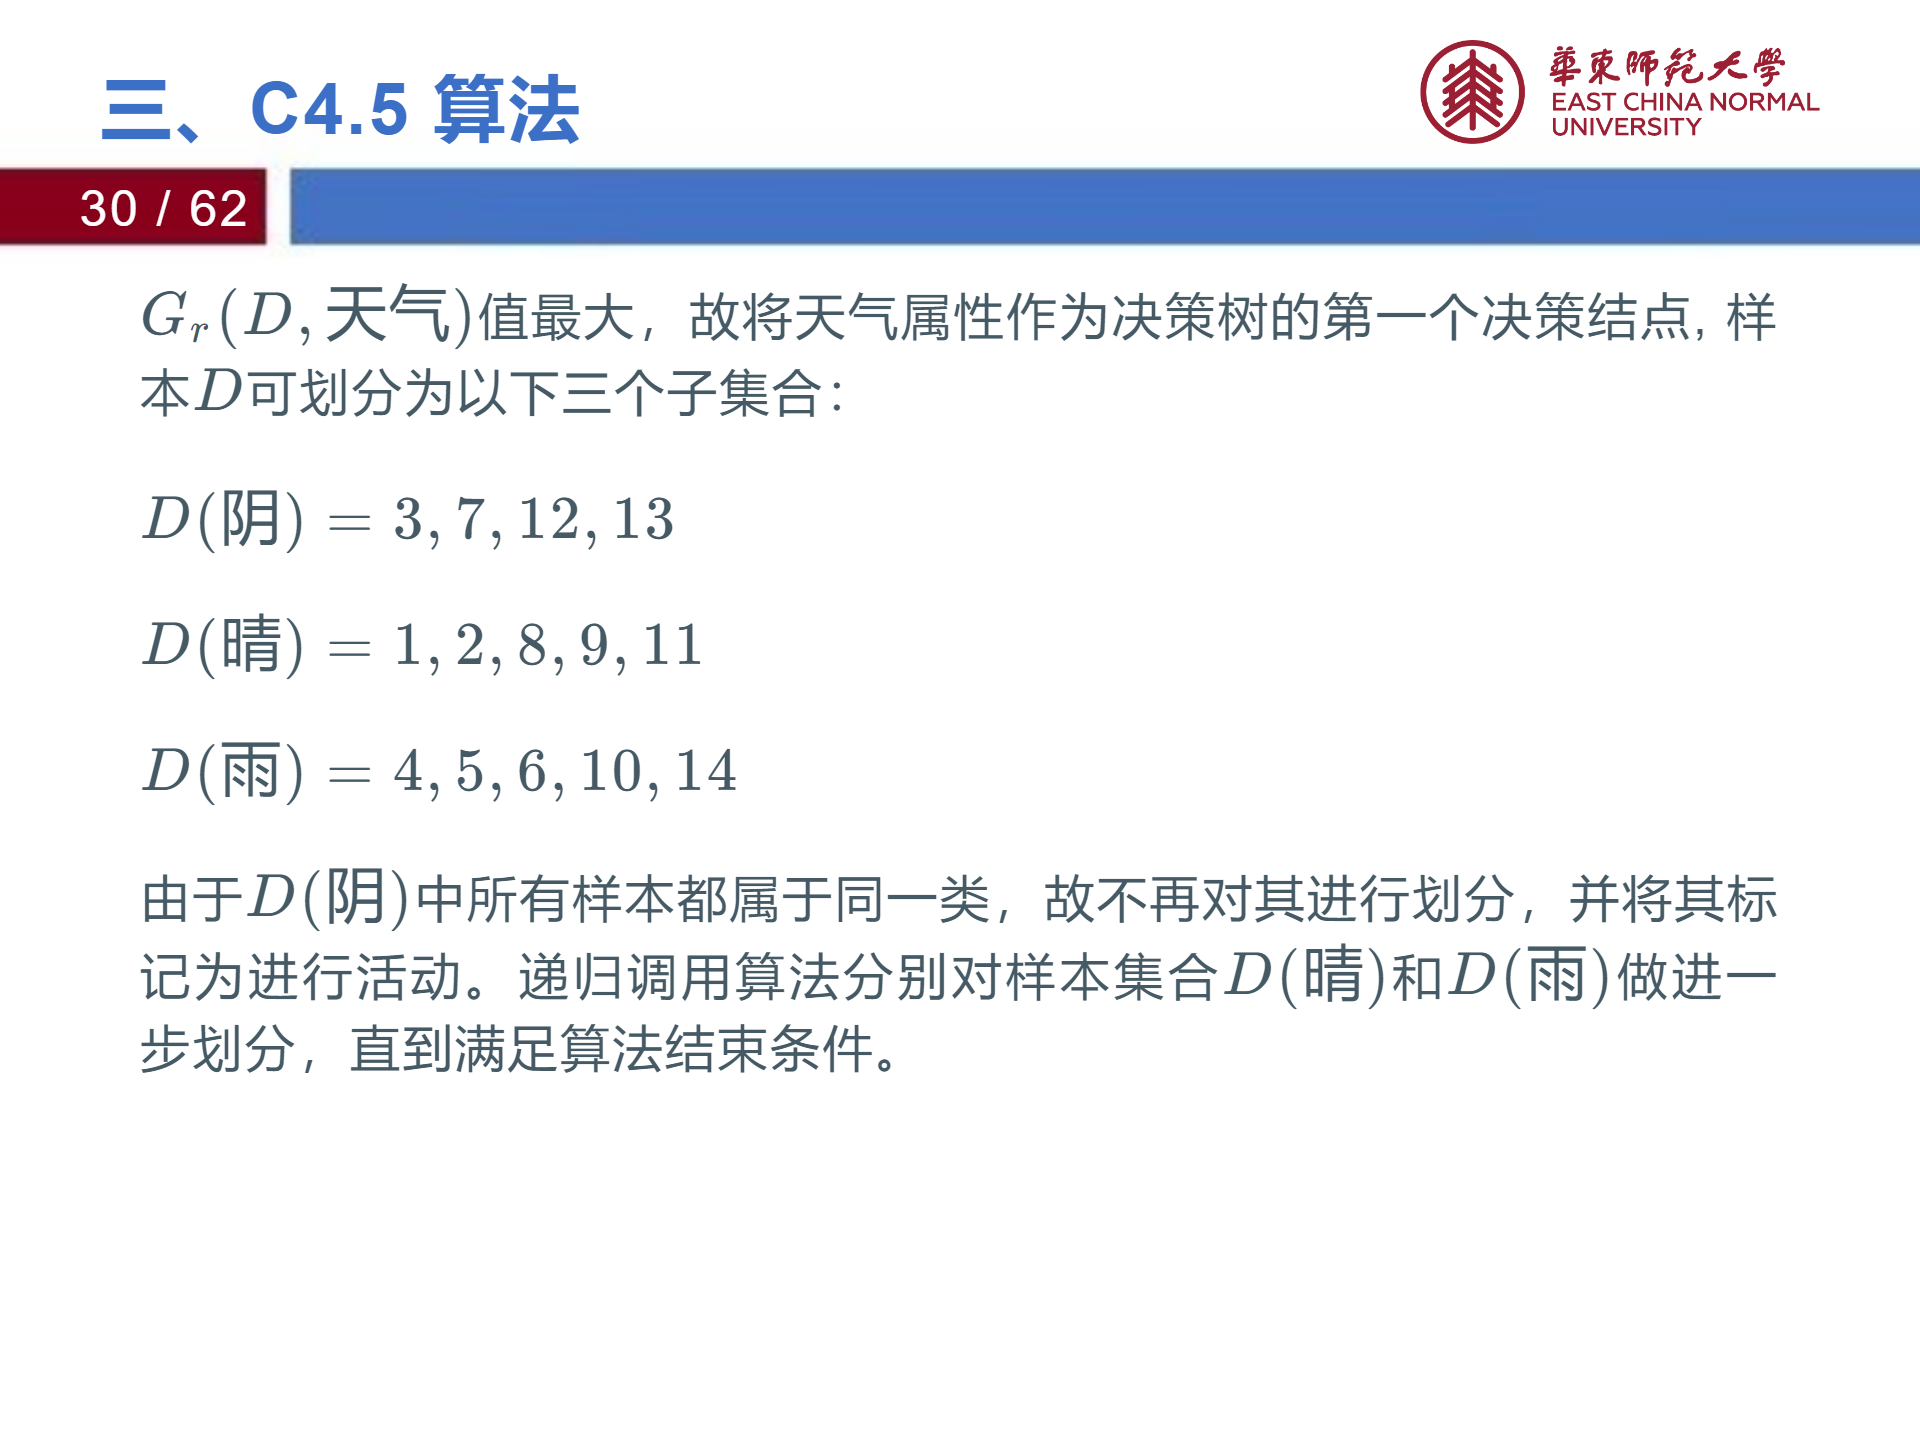 三、C4.5 算法
華東師範大學
EAST CHINA NORMAL
UNIVERSITY
30 / 62
G_r(D,天气)值最大，故将天气属性作为决策树的第一个决策结点, 样
本D可划分为以下三个子集合：
D(阴) = 3, 7, 12, 13
D(晴) = 1, 2, 8, 9, 11
D(雨) = 4, 5, 6, 10, 14
由于D(阴)中所有样本都属于同一类，故不再对其进行划分，并将其标
记为进行活动。递归调用算法分别对样本集合D(晴)和D(雨)做进一
步划分，直到满足算法结束条件。